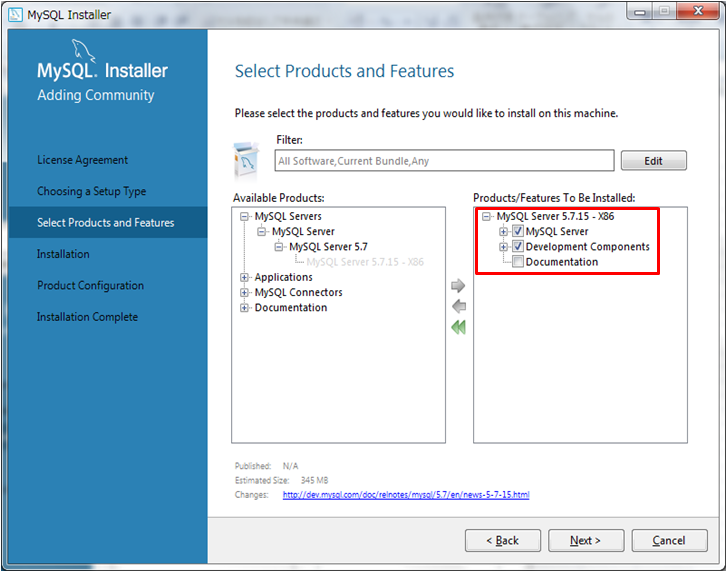 MySQL Installer
MySQL. Installer
Adding Community
License Agreement
Choosing a Setup Type
Select Products and Features
Installation
Product Configuration
Installation Complete
Select Products and Features
Please select the products and features you would like to install on this machine.
Filter:
All Software,Current Bundle,Any
Edit
Available Products:
MySQL Servers
MySQL Server
MySQL Server 5.7
MySQL Server 5.7.15 - X86
Applications
MySQL Connectors
Documentation
Products/Features To Be Installed:
MySQL Server 5.7.15 - X86
MySQL Server
Development Components
Documentation
Published: N/A
Estimated Size: 345 MB
Changes: http://dev.mysql.com/doc/relnotes/mysql/5.7/en/news-5-7-15.html
< Back
Next >
Cancel